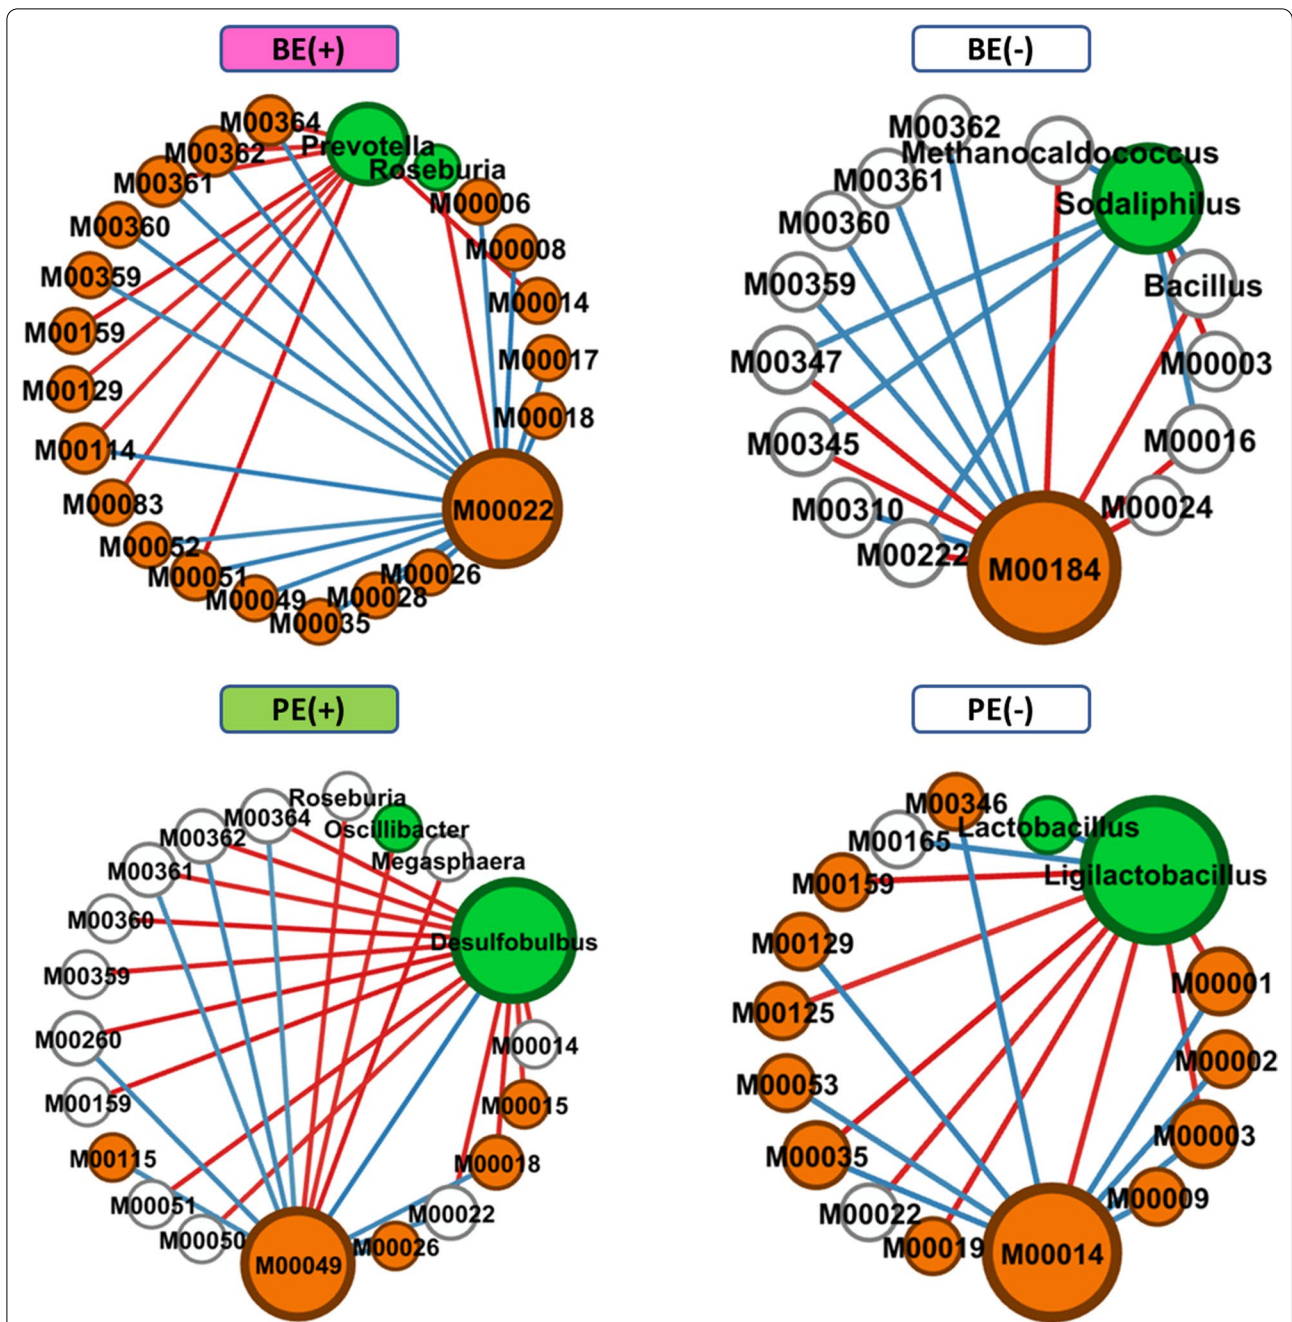 BE(+)
M00364
Prevotella
M00362
Roseburia
M00361
M00006
M00360
M00008
M00359
M00014
M00159
M00017
M00129
M00018
M00114
M00083
M00022
M00052
M00051
M00026
M00049
M00028
M00035
BE(-)
M00362
Methanocaldococcus
M00361
Sodaliphilus
M00360
M00359
Bacillus
M00347
M00003
M00345
M00016
M00310
M00024
M00222
M00184
PE(+)
Roseburia
M00364
Oscillibacter
M00362
Megasphaera
M00361
M00360
Desulfobulbus
M00359
M00260
M00014
M00159
M00015
M00115
M00018
M00051
M00022
M00050
M00026
M00049
PE(-)
M00346
Lactobacillus
M00165
Ligilactobacillus
M00159
M00129
M00001
M00125
M00002
M00053
M00003
M00035
M00009
M00022
M00019
M00014